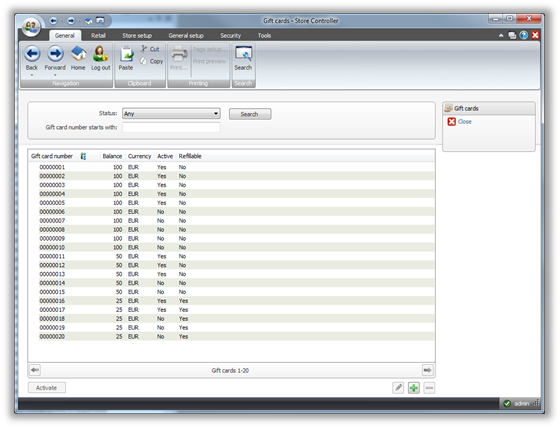 Gift cards - Store Controller
General Retail Store setup General setup Security Tools
Back Forward Home Log out Paste Cut Copy Print... Page setup... Print preview Search
Navigation Clipboard Printing Search
Status: Any Search
Gift card number starts with:
Gift cards
Close
Gift card number Balance Currency Active Refillable
00000001 100 EUR Yes No
00000002 100 EUR Yes No
00000003 100 EUR Yes No
00000004 100 EUR Yes No
00000005 100 EUR Yes No
00000006 100 EUR No No
00000007 100 EUR No No
00000008 100 EUR No No
00000009 100 EUR No No
00000010 100 EUR No No
00000011 50 EUR Yes No
00000012 50 EUR Yes No
00000013 50 EUR Yes No
00000014 50 EUR No No
00000015 50 EUR No No
00000016 25 EUR Yes Yes
00000017 25 EUR Yes Yes
00000018 25 EUR No Yes
00000019 25 EUR No Yes
00000020 25 EUR No Yes
Gift cards 1-20
Activate
admin